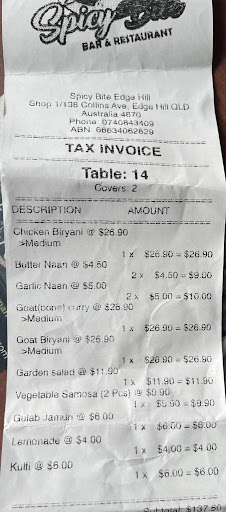 Spicy Bite
BAR & RESTAURANT
Spicy Bite Edge Hill
Shop 1/138 Collins Ave, Edge Hill QLD
Australia 4870
Phone: 0740643409
ABN: 66634062629
TAX INVOICE
Table: 14
Covers: 2
DESCRIPTION AMOUNT
Chicken Biryani @ $26.90
>Medium
1 x $26.90 = $26.90
Butter Naan @ $4.50
2 x $4.50 = $9.00
Garlic Naan @ $5.00
2 x $5.00 = $10.00
Goat(bone) curry @ $26.90
>Medium
1 x $26.90 = $26.90
Goat Biryani @ $26.90
>Medium
1 x $26.90 = $26.90
Garden salad @ $11.90
1 x $11.90 = $11.90
Vegetable Samosa (2 Pcs) @ $9.90
1 x $9.90 = $9.90
Gulab Jamun @ $6.00
1 x $6.00 = $6.00
Lemonade @ $4.00
1 x $4.00 = $4.00
Kulfi @ $6.00
1 x $6.00 = $6.00
Subtotal: $137.50